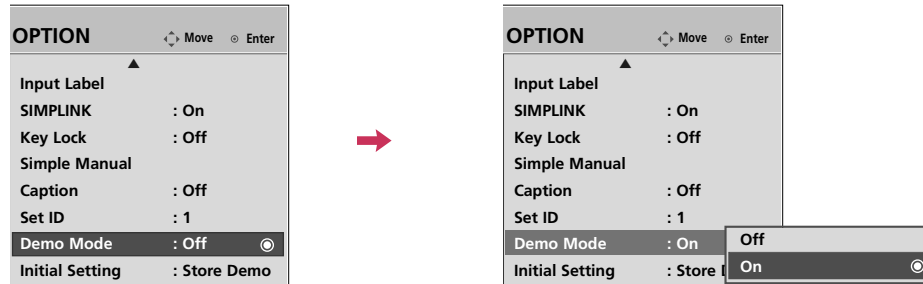 OPTION Move Enter
Input Label
SIMPLINK : On
Key Lock : Off
Simple Manual
Caption : Off
Set ID : 1
Demo Mode : Off
Initial Setting : Store Demo
OPTION Move Enter
Input Label
SIMPLINK : On
Key Lock : Off
Simple Manual
Caption : Off
Set ID : 1
Demo Mode : On
Initial Setting : Store
Off
On